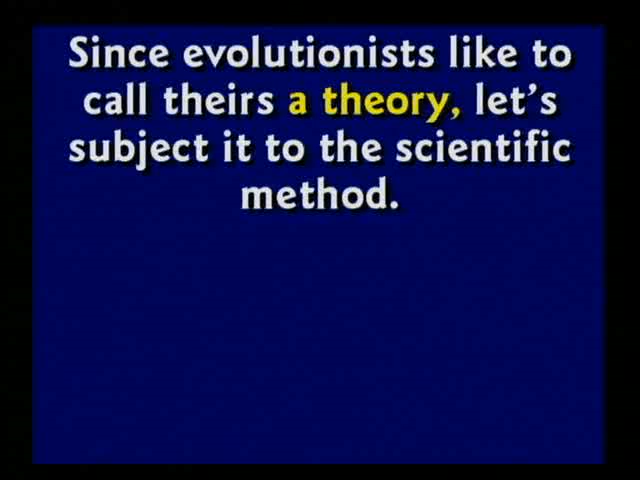 Since evolutionists like to
call theirs a theory, let’s
subject it to the scientific
method.